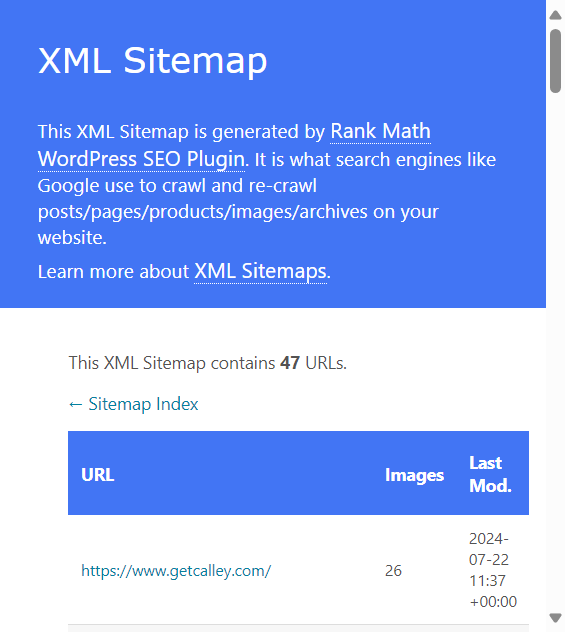 XML Sitemap
This XML Sitemap is generated by Rank Math
WordPress SEO Plugin. It is what search engines like
Google use to crawl and re-crawl
posts/pages/products/images/archives on your
website.
Learn more about XML Sitemaps.
This XML Sitemap contains 47 URLs.
← Sitemap Index
URL Images Last
Mod.
https://www.getcalley.com/ 26 2024-
07-22
11:37
+00:00